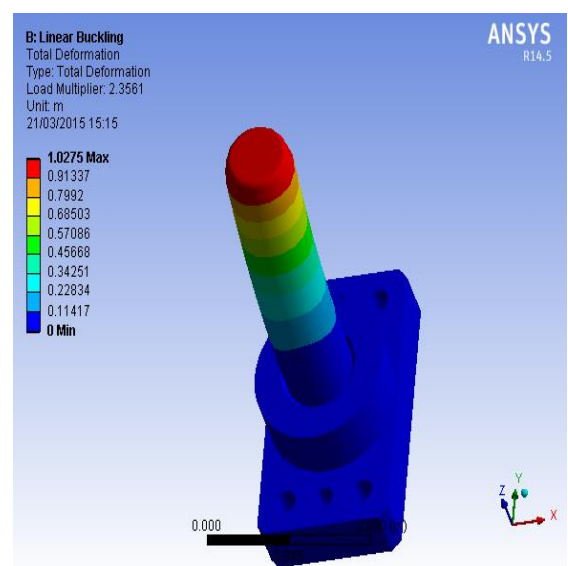 B: Linear Buckling
Total Deformation
Type: Total Deformation
Load Multiplier: 2.3561
Unit: m
21/03/2015 15:15
ANSYS
R14.5
1.0275 Max
0.91337
0.7992
0.68503
0.57086
0.45668
0.34251
0.22834
0.11417
0 Min
0.000
Y
Z
X